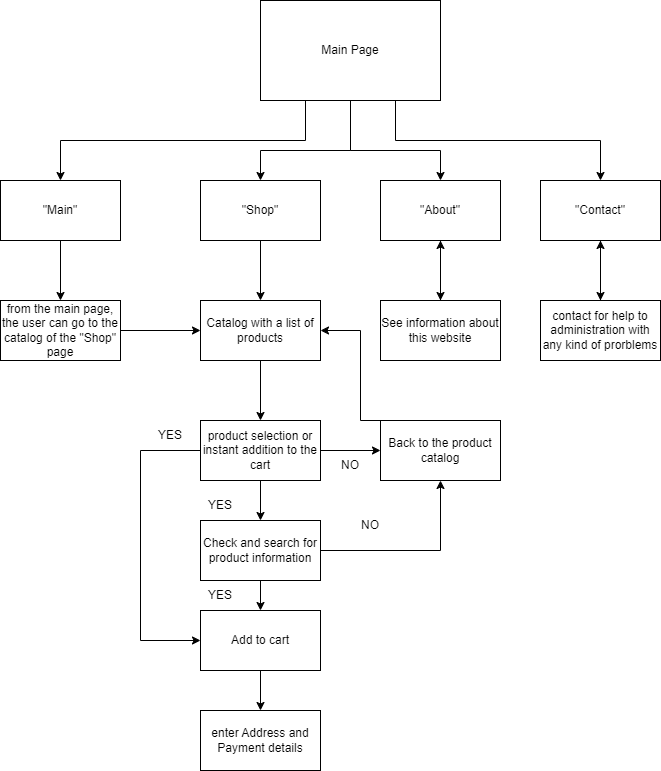 Main Page
"Main"
"Shop"
"About"
"Contact"
from the main page,
the user can go to the
catalog of the "Shop"
page
Catalog with a list of
products
See information about
this website
contact for help to
administration with
any kind of prorblems
YES
product selection or
instant addition to the
cart
NO
Back to the product
catalog
YES
Check and search for
product information
NO
YES
Add to cart
enter Address and
Payment details